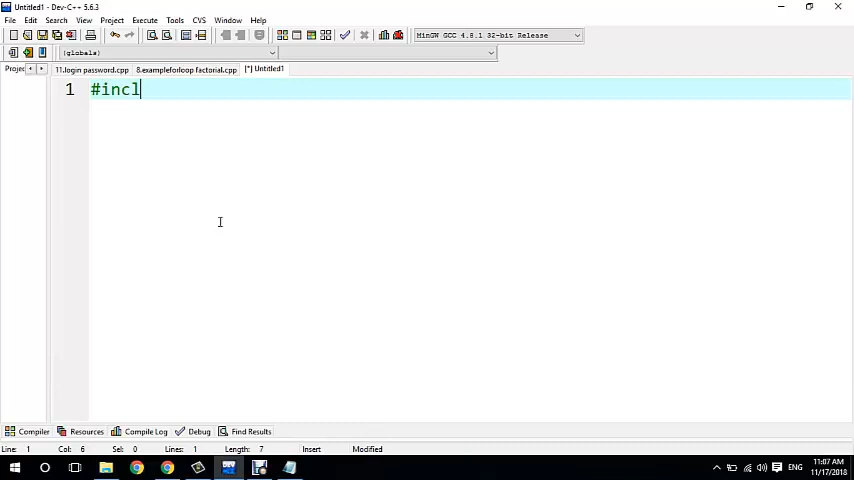 Untitled1 - Dev-C++ 5.6.3
File Edit Search View Project Execute Tools CVS Window Help
MinGW GCC 4.8.1 32-bit Release
(globals)
Projec 11.login password.cpp 8.exampleforloop factorial.cpp [*] Untitled1
1 #incl
Compiler Resources Compile Log Debug Find Results
Line: 1 Col: 6 Sel: 0 Lines: 1 Length: 7 Insert Modified
DEV ENG 11:07 AM
11/17/2018